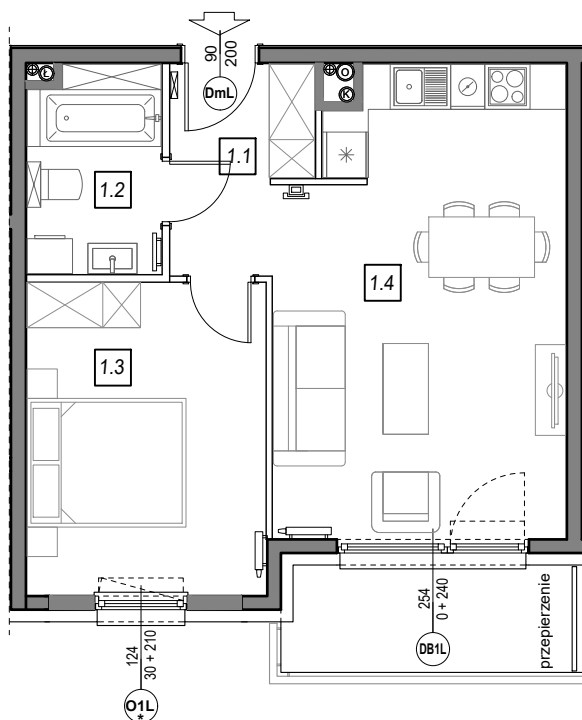 90
200
DmL
Ł
O
K
1.1
1.2
1.4
1.3
124
30 + 210
O1L
*
254
0 + 240
DB1L
przepierzenie